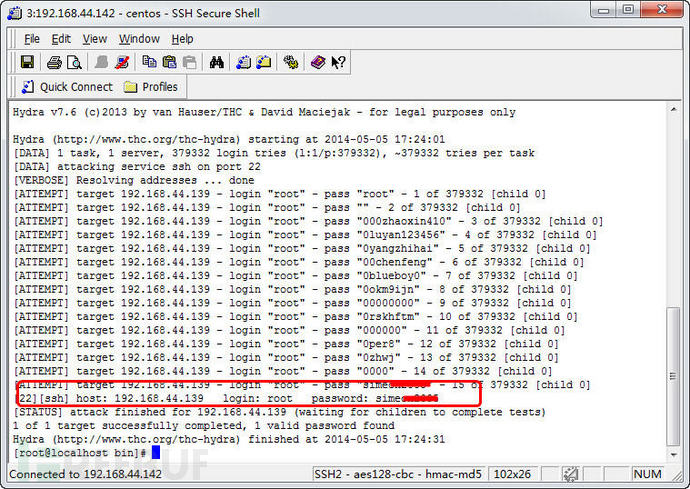 3:192.168.44.142 - centos - SSH Secure Shell
File Edit View Window Help
Quick Connect Profiles
Hydra v7.6 (c)2013 by van Hauser/THC & David Maciejak - for legal purposes only
Hydra (http://www.thc.org/thc-hydra) starting at 2014-05-05 17:24:01
[DATA] 1 task, 1 server, 379332 login tries (l:1/p:379332), ~379332 tries per task
[DATA] attacking service ssh on port 22
[VERBOSE] Resolving addresses ... done
[ATTEMPT] target 192.168.44.139 - login "root" - pass "root" - 1 of 379332 [child 0]
[ATTEMPT] target 192.168.44.139 - login "root" - pass "" - 2 of 379332 [child 0]
[ATTEMPT] target 192.168.44.139 - login "root" - pass "000zhaoxin410" - 3 of 379332 [child 0]
[ATTEMPT] target 192.168.44.139 - login "root" - pass "0luyan123456" - 4 of 379332 [child 0]
[ATTEMPT] target 192.168.44.139 - login "root" - pass "0yangzhihai" - 5 of 379332 [child 0]
[ATTEMPT] target 192.168.44.139 - login "root" - pass "00chenfeng" - 6 of 379332 [child 0]
[ATTEMPT] target 192.168.44.139 - login "root" - pass "0blueboy0" - 7 of 379332 [child 0]
[ATTEMPT] target 192.168.44.139 - login "root" - pass "0okm9ijn" - 8 of 379332 [child 0]
[ATTEMPT] target 192.168.44.139 - login "root" - pass "00000000" - 9 of 379332 [child 0]
[ATTEMPT] target 192.168.44.139 - login "root" - pass "0rskhftm" - 10 of 379332 [child 0]
[ATTEMPT] target 192.168.44.139 - login "root" - pass "000000" - 11 of 379332 [child 0]
[ATTEMPT] target 192.168.44.139 - login "root" - pass "0per8" - 12 of 379332 [child 0]
[ATTEMPT] target 192.168.44.139 - login "root" - pass "0zhwj" - 13 of 379332 [child 0]
[ATTEMPT] target 192.168.44.139 - login "root" - pass "0000" - 14 of 379332 [child 0]
[ATTEMPT] target 192.168.44.139 - login "root" - pass - 15 of 379332 [child 0]
[22][ssh] host: 192.168.44.139 login: root password:
[STATUS] attack finished for 192.168.44.139 (waiting for children to complete tests)
1 of 1 target successfully completed, 1 valid password found
Hydra (http://www.thc.org/thc-hydra) finished at 2014-05-05 17:24:31
[root@localhost bin]#
Connected to 192.168.44.142 SSH2 - aes128-cbc - hmac-md5 102x26 NUM